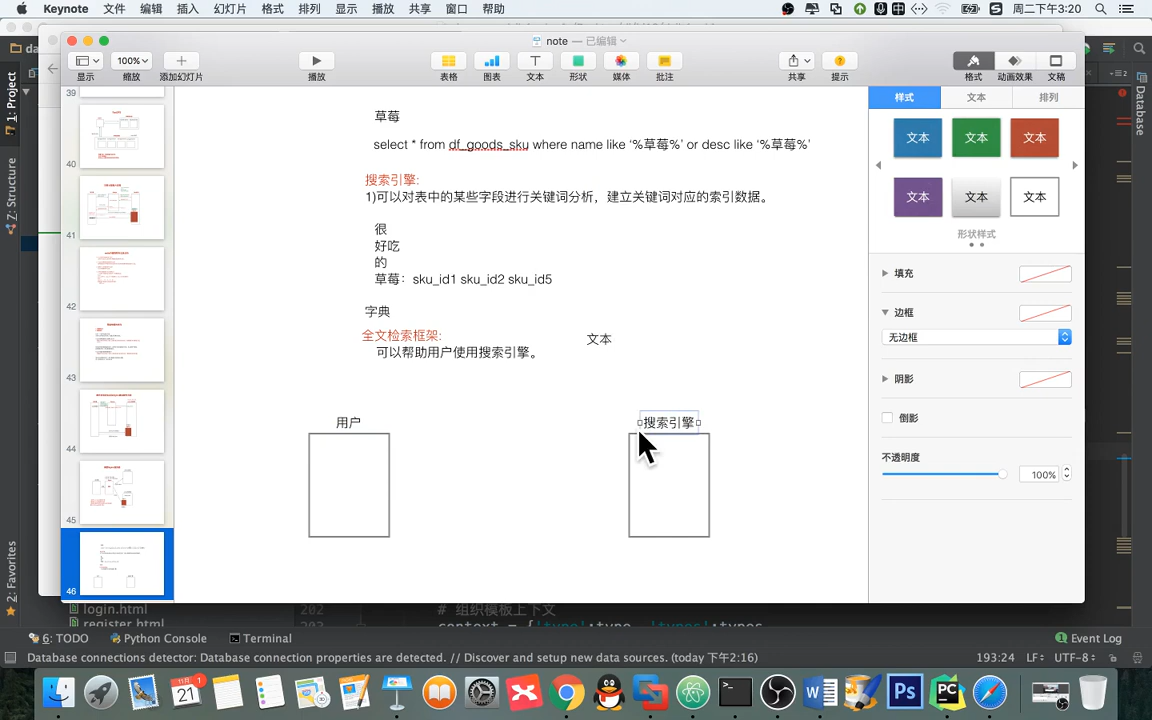 Keynote 文件 编辑 插入 幻灯片 格式 排列 显示 播放 共享 窗口 帮助 周二下午3:20
note — 已编辑
100%
显示 缩放 添加幻灯片 播放 表格 图表 文本 形状 媒体 批注 共享 提示 格式 动画效果 文稿
样式 文本 排列
文本 文本 文本
文本 文本 文本
形状样式
填充
边框
无边框
阴影
倒影
不透明度
100%
39
40
41
42
43
44
45
46
草莓
select * from df_goods_sku where name like ‘%草莓%’ or desc like ‘%草莓%’
搜索引擎:
1)可以对表中的某些字段进行关键词分析，建立关键词对应的索引数据。
很
好吃
的
草莓：sku_id1 sku_id2 sku_id5
字典
全文检索框架:
可以帮助用户使用搜索引擎。
文本
用户
搜索引擎
da
1: Project
Z: Structure
2: Favorites
Database
login.html
register.html
202 # 组织模板上下文
203 context = {'type':type, 'types':types
6: TODO Python Console Terminal 1 Event Log
Database connections detector: Database connection properties are detected. // Discover and setup new data sources. (today 下午2:16) 193:24 LF÷ UTF-8÷
21 1
Ps PC